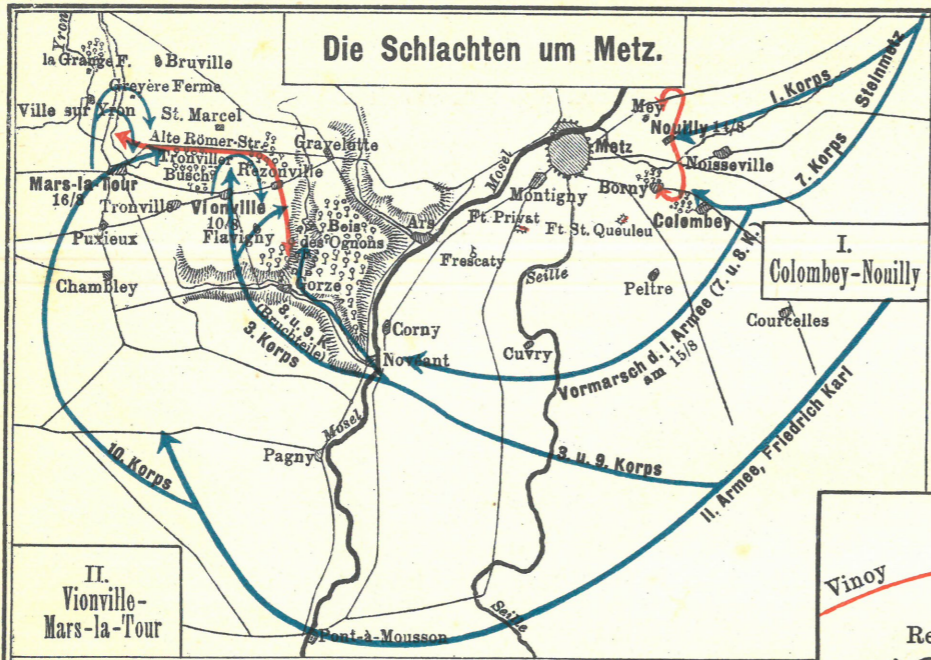 Die Schlachten um Metz.
Yron
la Grange F.
Bruville
Greyère Ferme
Ville sur Yron
St. Marcel
Alte Römer-Str.
Gravelotte
Tronviller
Busch
Rezonville
Mars-la-Tour
16/8
Tronville
Vionville
10/8
Flavigny
Puxieux
Bois
des Ognons
Ars
Chambley
Gorze
8. u. 9. K
(Bruchteile)
3. Korps
Corny
Novéant
Mosel
Mosel
Pagny
10. Korps
Pont-à-Mousson
II.
Vionville-
Mars-la-Tour
Mey
Metz
Nouilly 14/8
Noisseville
I. Korps
Steinmetz
7. Korps
Montigny
Borny
Colombey
Ft. Privat
Ft. St. Queuleu
Frescaty
Seille
Peltre
Cuvry
Courcelles
I.
Colombey-Nouilly
Vormarsch d. I. Armee (7. u. 8. K.)
am 15/8
3. u. 9. Korps
II. Armee, Friedrich Karl
Seille
Vinoy
Re